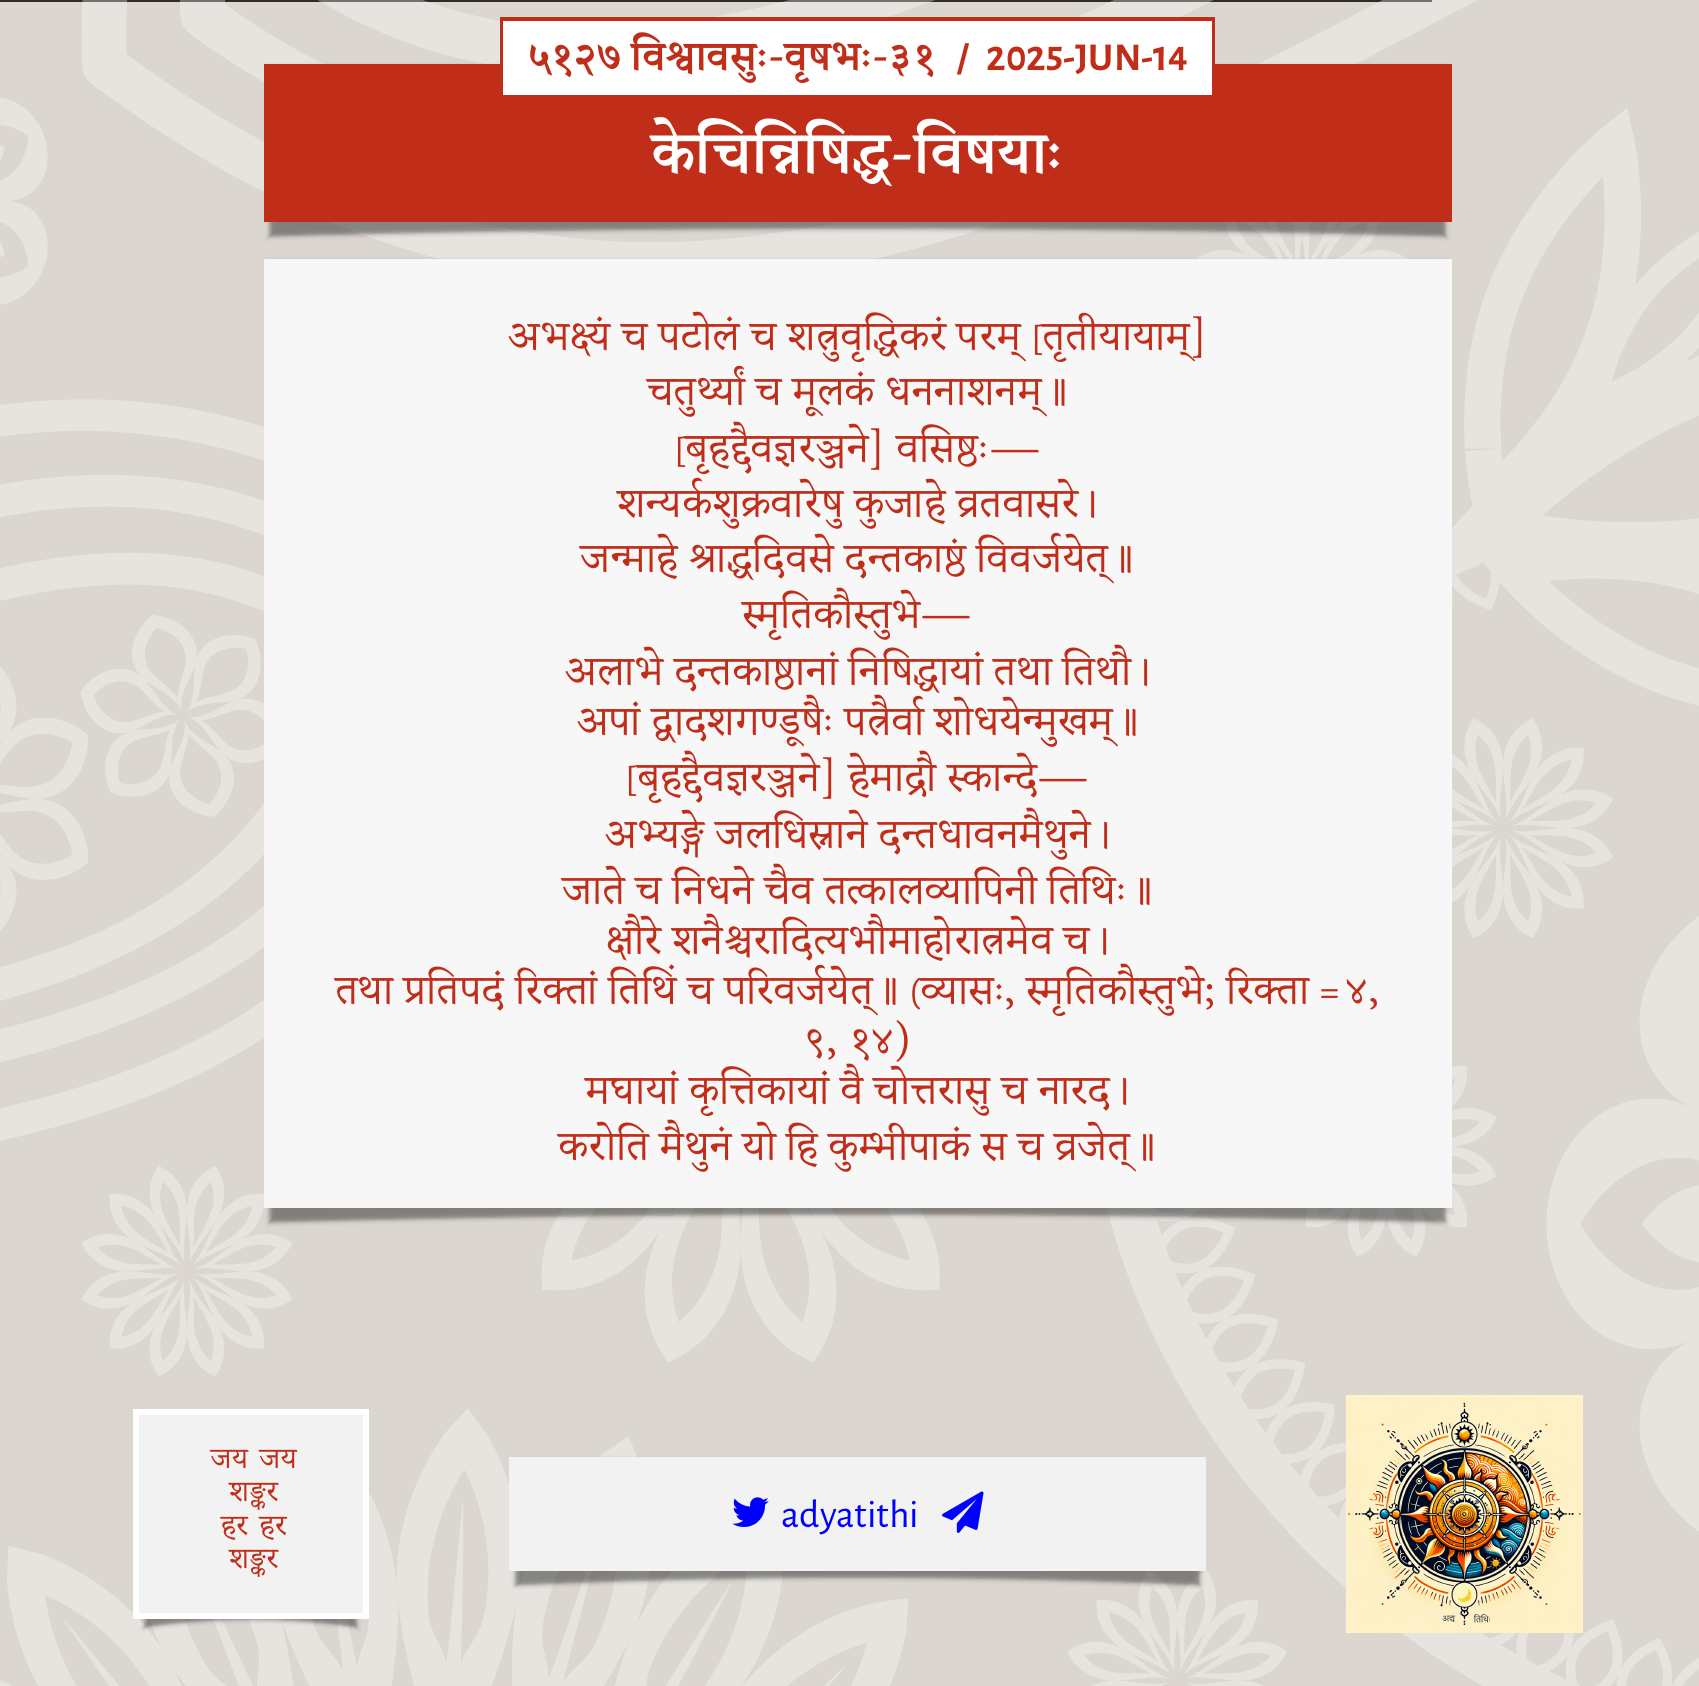 ५१२७ विश्वावसुः-वृषभः-३१ / 2025-JUN-14
केचिन्निषिद्ध-विषयाः
अभक्ष्यं च पटोलं च शत्रुवृद्धिकरं परम् [तृतीयायाम्]
चतुर्थ्यां च मूलकं धननाशनम् ॥
[बृहद्दैवज्ञरञ्जने] वसिष्ठः—
शन्यर्कशुक्रवारेषु कुजाहे व्रतवासरे ।
जन्माहे श्राद्धदिवसे दन्तकाष्ठं विवर्जयेत् ॥
स्मृतिकौस्तुभे—
अलाभे दन्तकाष्ठानां निषिद्धायां तथा तिथौ ।
अपां द्वादशगण्डूषैः पत्रैर्वा शोधयेन्मुखम् ॥
[बृहद्दैवज्ञरञ्जने] हेमाद्रौ स्कान्दे—
अभ्यङ्गे जलधिस्नाने दन्तधावनमैथुने ।
जाते च निधने चैव तत्कालव्यापिनी तिथिः ॥
क्षौरे शनैश्चरादित्यभौमाहोरात्रमेव च ।
तथा प्रतिपदं रिक्तां तिथिं च परिवर्जयेत् ॥ (व्यासः, स्मृतिकौस्तुभे; रिक्ता = ४,
९, १४)
मघायां कृत्तिकायां वै चोत्तरासु च नारद ।
करोति मैथुनं यो हि कुम्भीपाकं स च व्रजेत् ॥
जय जय
शङ्कर
हर हर
शङ्कर
adyatithi
अद्य तिथिः